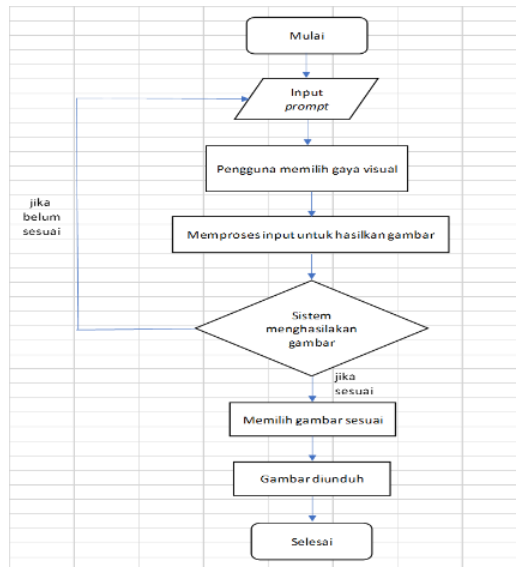 Mulai
Input
prompt
Pengguna memilih gaya visual
jika
belum
sesuai
Memproses input untuk hasilkan gambar
Sistem
menghasilakan
gambar
jika
sesuai
Memilih gambar sesuai
Gambar diunduh
Selesai